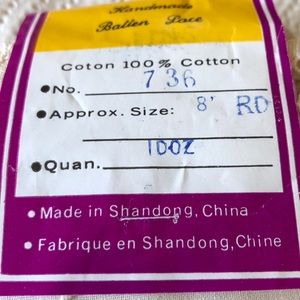 Handmade
Batten Lace
Coton 100% Cotton
●No. 736
●Approx. Size: 8' RD
●Quan. 10DZ
● Made in Shandong, China
● Fabrique en Shandong,Chine